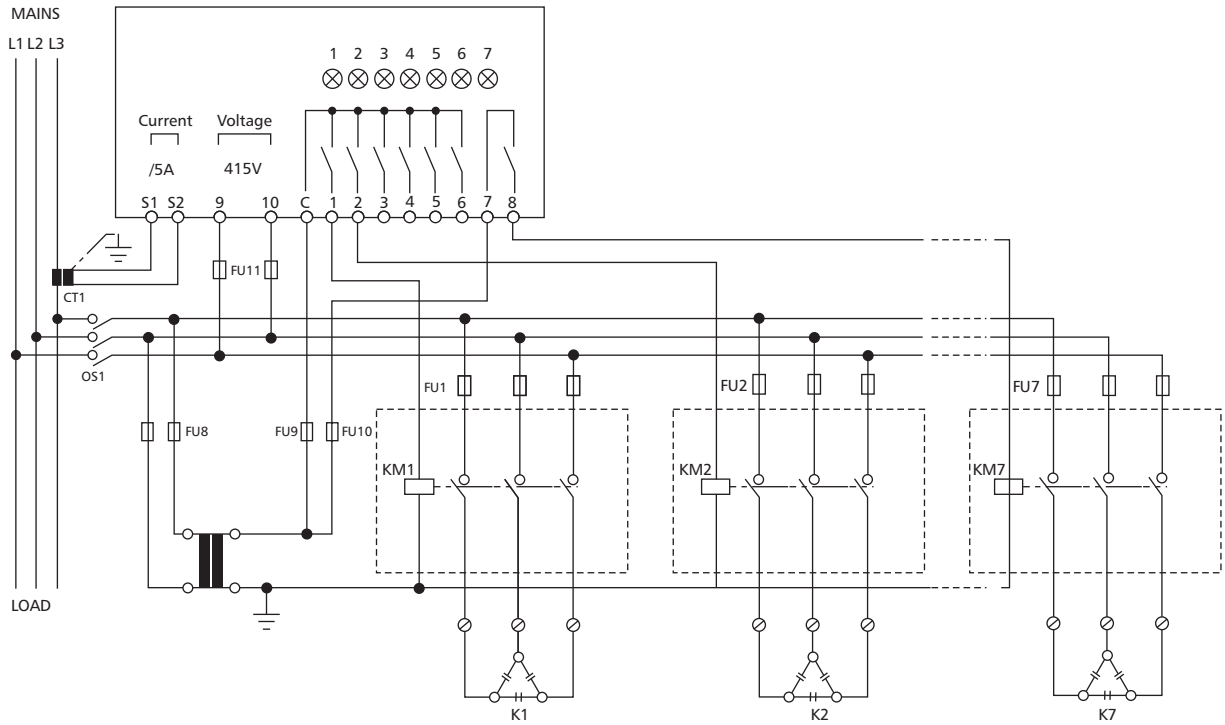 MAINS
L1 L2 L3
1 2 3 4 5 6 7
Current Voltage
/5A 415V
S1 S2 9 10 C 1 2 3 4 5 6 7 8
CT1
FU11
OS1
FU1 FU2 FU7
FU8 FU9 FU10
KM1 KM2 KM7
LOAD
K1 K2 K7